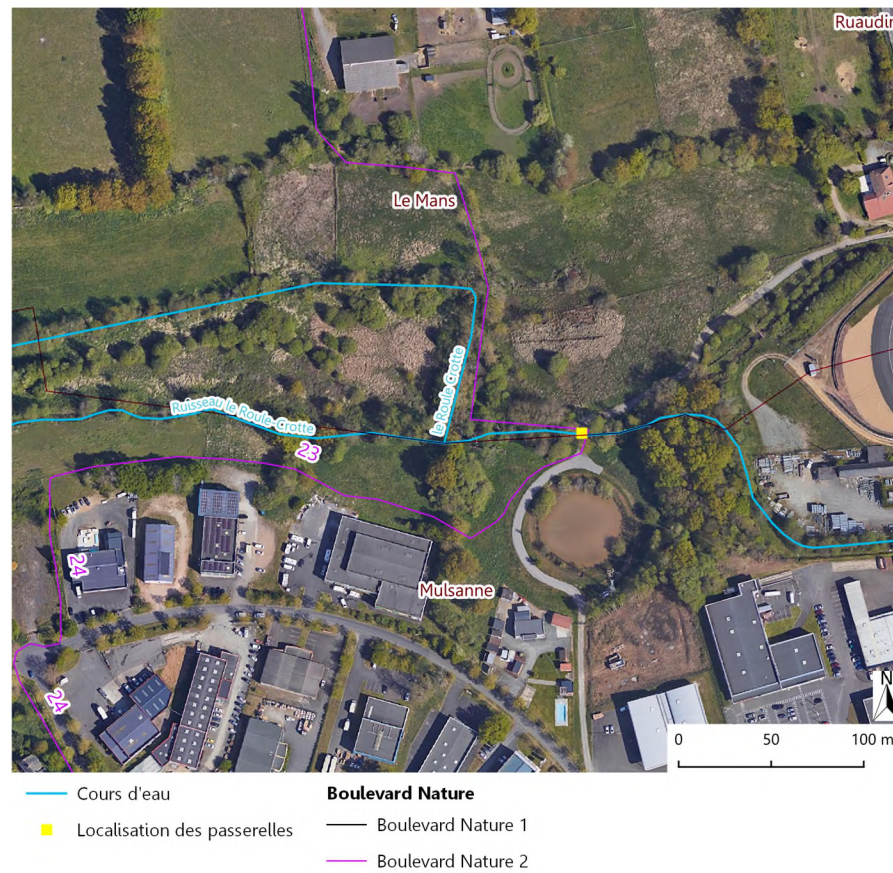 Ruaudin
Le Mans
le Roule Crotte
Ruisseau le Roule-Crotte
23
24
Mulsanne
24
N
0 50 100 m
Cours d'eau
Localisation des passerelles
Boulevard Nature
Boulevard Nature 1
Boulevard Nature 2